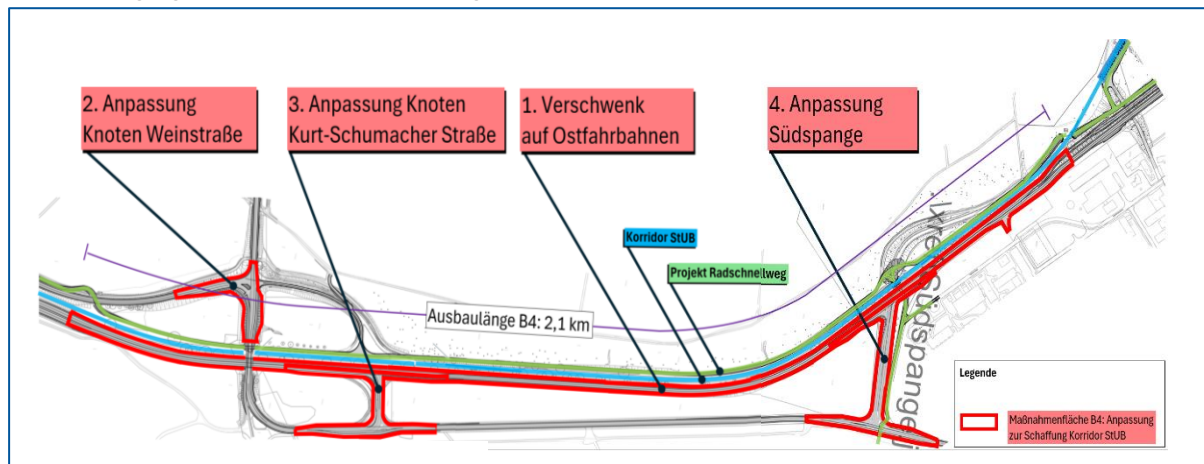 2. Anpassung
Knoten Weinstraße
3. Anpassung Knoten
Kurt-Schumacher Straße
1. Verschwenk
auf Ostfahrbahnen
4. Anpassung
Südspange
Korridor StUB
Projekt Radschnellweg
Ausbaulänge B4: 2,1 km
Südspange
Legende
Maßnahmenfläche B4: Anpassung
zur Schaffung Korridor StUB